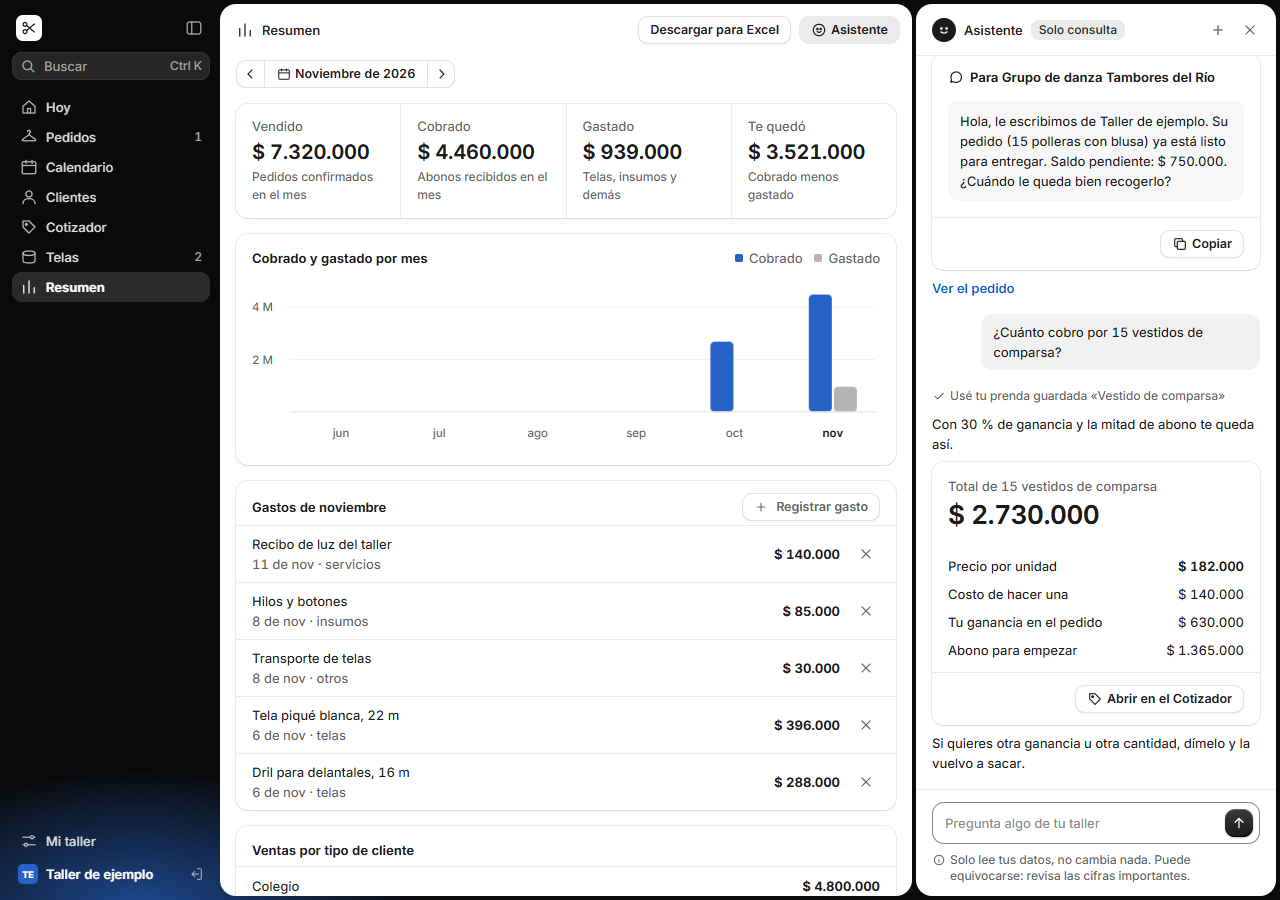 Buscar
Ctrl K
Hoy
Pedidos
1
Calendario
Clientes
Cotizador
Telas
2
Resumen
Mi taller
TE
Taller de ejemplo
Resumen
Descargar para Excel
Asistente
Noviembre de 2026
Vendido
$ 7.320.000
Pedidos confirmados
en el mes
Cobrado
$ 4.460.000
Abonos recibidos en el
mes
Gastado
$ 939.000
Telas, insumos y
demás
Te quedó
$ 3.521.000
Cobrado menos
gastado
Cobrado y gastado por mes
Cobrado
Gastado
4 M
2 M
jun
jul
ago
sep
oct
nov
Gastos de noviembre
Registrar gasto
Recibo de luz del taller
11 de nov · servicios
$ 140.000
Hilos y botones
8 de nov · insumos
$ 85.000
Transporte de telas
8 de nov · otros
$ 30.000
Tela piqué blanca, 22 m
6 de nov · telas
$ 396.000
Dril para delantales, 16 m
6 de nov · telas
$ 288.000
Ventas por tipo de cliente
Colegio
$ 4.800.000
Asistente
Solo consulta
Para Grupo de danza Tambores del Río
Hola, le escribimos de Taller de ejemplo. Su
pedido (15 polleras con blusa) ya está listo
para entregar. Saldo pendiente: $ 750.000.
¿Cuándo le queda bien recogerlo?
Copiar
Ver el pedido
¿Cuánto cobro por 15 vestidos de
comparsa?
Usé tu prenda guardada «Vestido de comparsa»
Con 30 % de ganancia y la mitad de abono te queda
así.
Total de 15 vestidos de comparsa
$ 2.730.000
Precio por unidad
$ 182.000
Costo de hacer una
$ 140.000
Tu ganancia en el pedido
$ 630.000
Abono para empezar
$ 1.365.000
Abrir en el Cotizador
Si quieres otra ganancia u otra cantidad, dímelo y la
vuelvo a sacar.
Pregunta algo de tu taller
Solo lee tus datos, no cambia nada. Puede
equivocarse: revisa las cifras importantes.